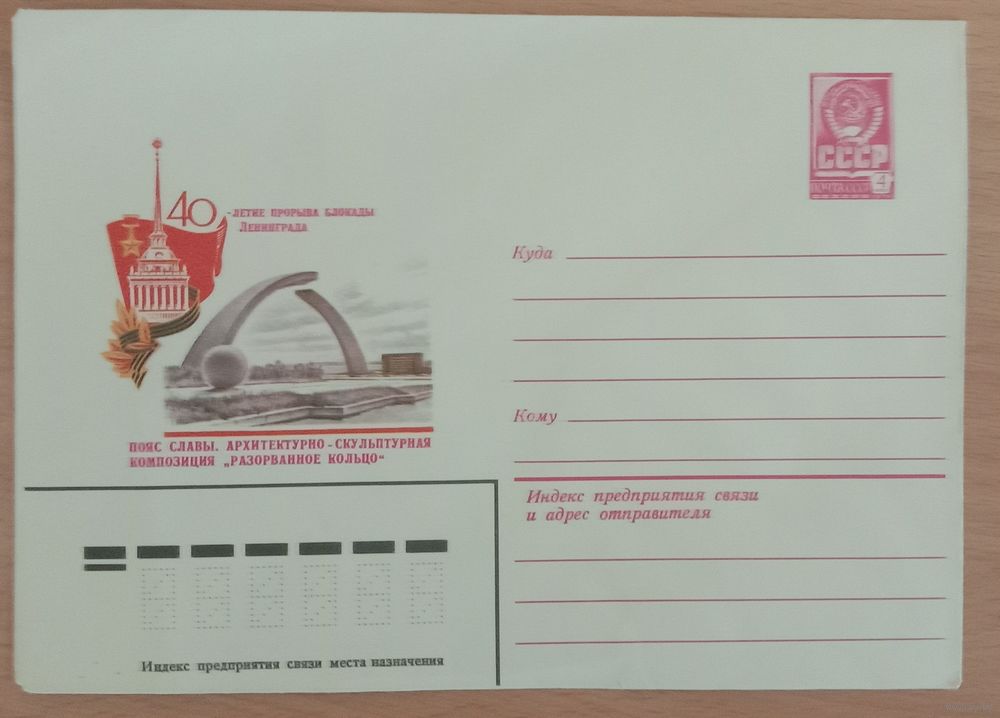 СССР
ПОЧТА СССР 4
40 -ЛЕТИЕ ПРОРЫВА БЛОКАДЫ
ЛЕНИНГРАДА
ПОЯС СЛАВЫ. АРХИТЕКТУРНО-СКУЛЬПТУРНАЯ
КОМПОЗИЦИЯ „РАЗОРВАННОЕ КОЛЬЦО“
Куда
Кому
Индекс предприятия связи
и адрес отправителя
Индекс предприятия связи места назначения